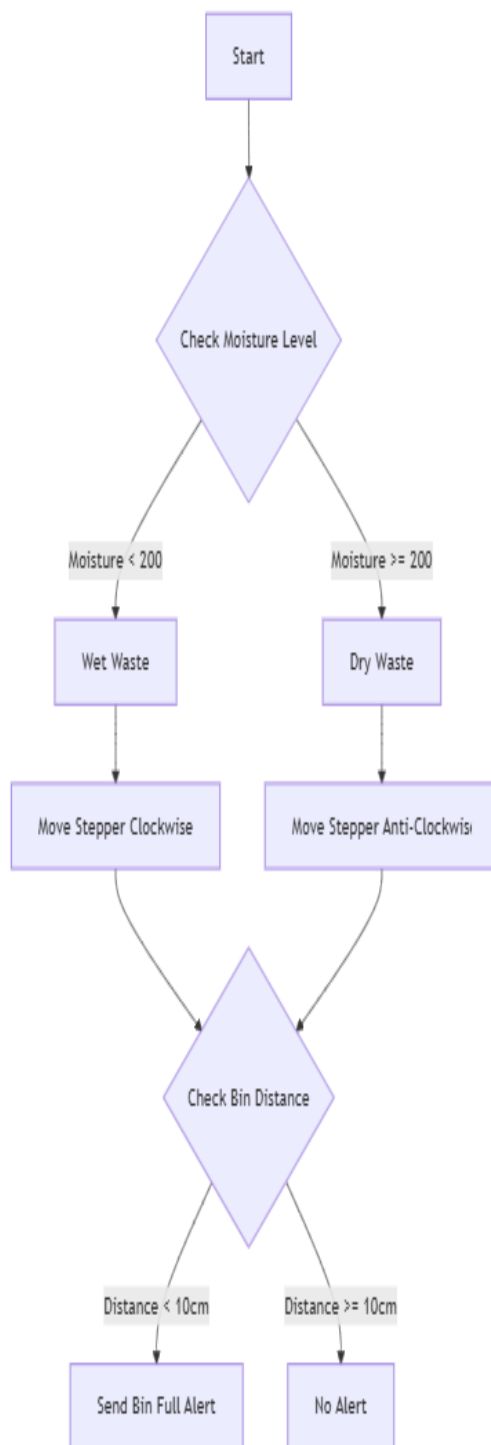 Start
Check Moisture Level
Moisture < 200
Moisture >= 200
Wet Waste
Dry Waste
Move Stepper Clockwise
Move Stepper Anti-Clockwise
Check Bin Distance
Distance < 10cm
Distance >= 10cm
Send Bin Full Alert
No Alert